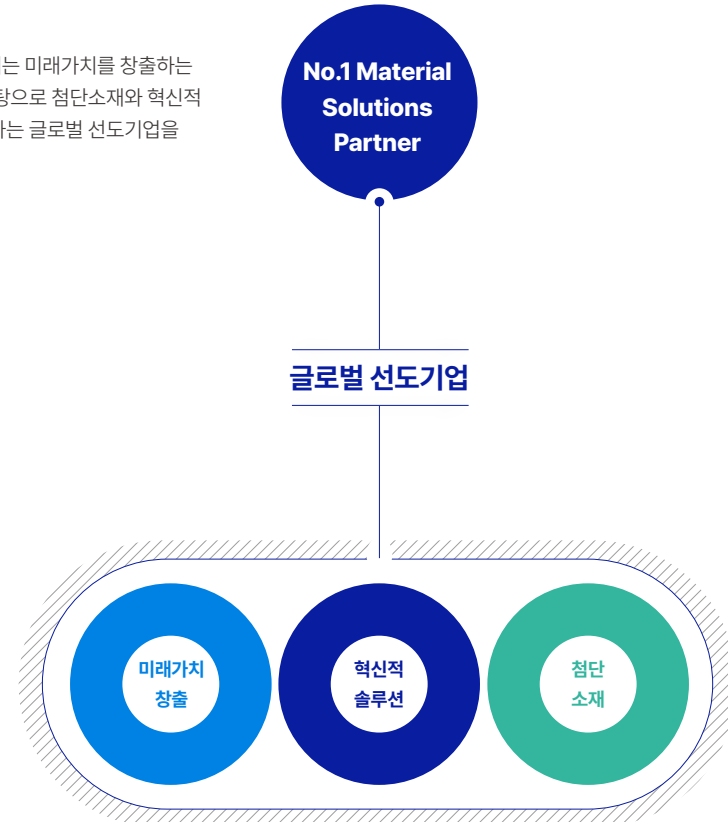 는 미래가치를 창출하는
탕으로 첨단소재와 혁신적
하는 글로벌 선도기업을
No.1 Material
Solutions
Partner
글로벌 선도기업
미래가치
창출
혁신적
솔루션
첨단
소재